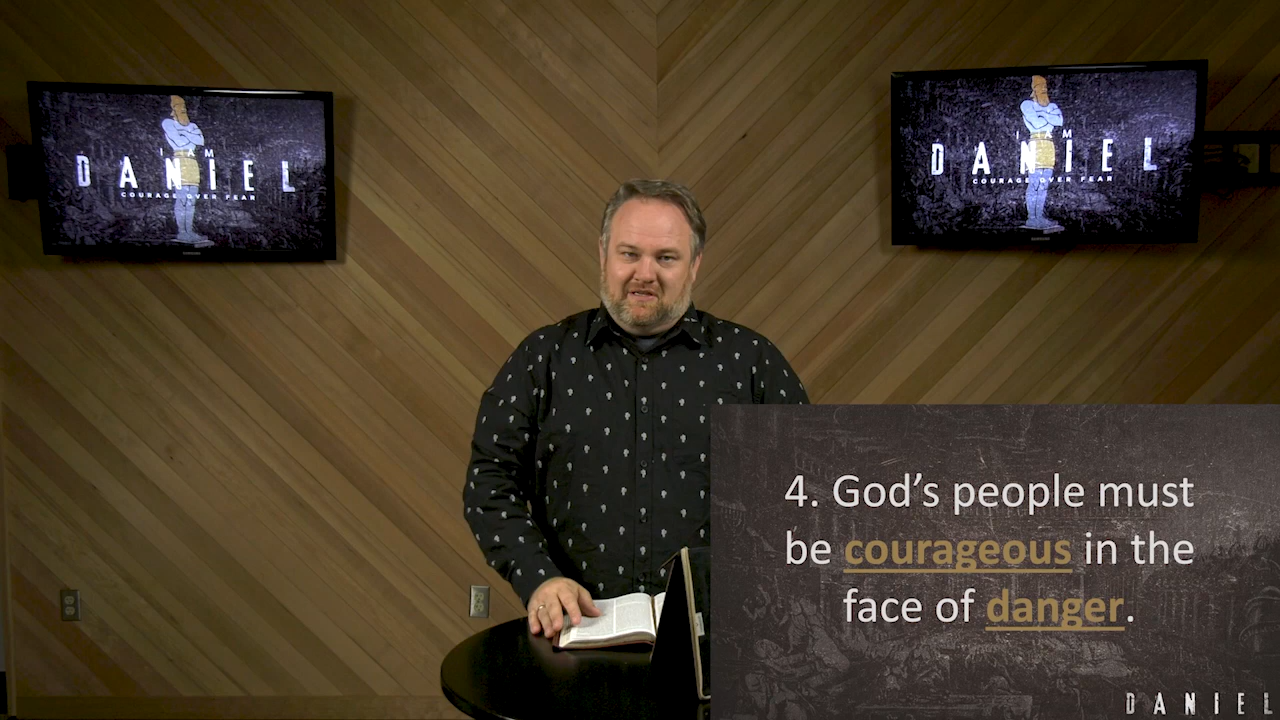 I AM
DANIEL
COURAGE OVER FEAR
I AM
DANIEL
COURAGE OVER FEAR
4. God’s people must
be courageous in the
face of danger.
DANIEL